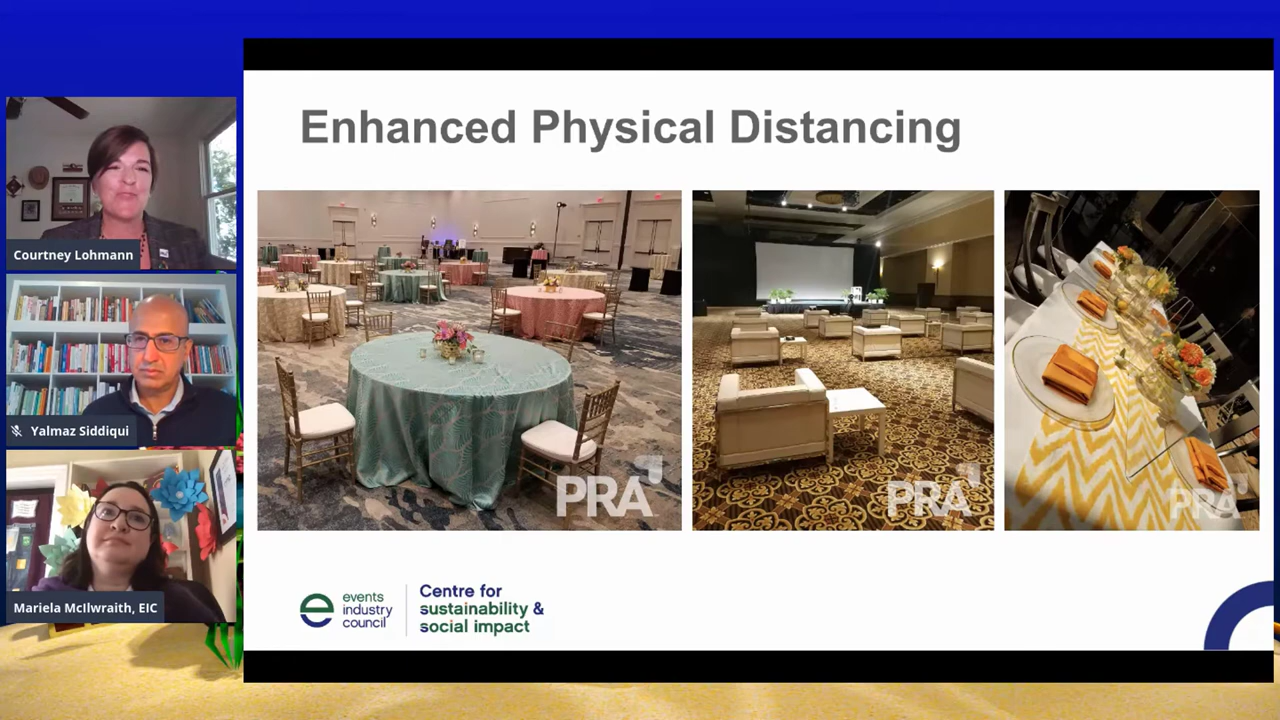 Enhanced Physical Distancing
Courtney Lohmann
Yalmaz Siddiqui
Mariela McIlwraith, EIC
PRA
PRA
PRA
events
industry
council
Centre for
sustainability &
social impact